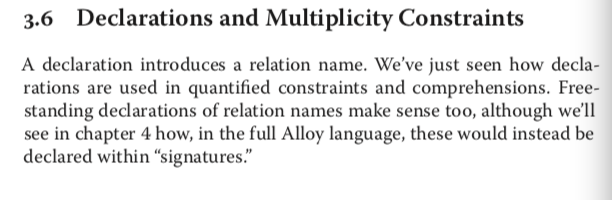 3.6 Declarations and Multiplicity Constraints
A declaration introduces a relation name. We've just seen how decla-
rations are used in quantified constraints and comprehensions. Free-
standing declarations of relation names make sense too, although we'll
see in chapter 4 how, in the full Alloy language, these would instead be
declared within “signatures.”